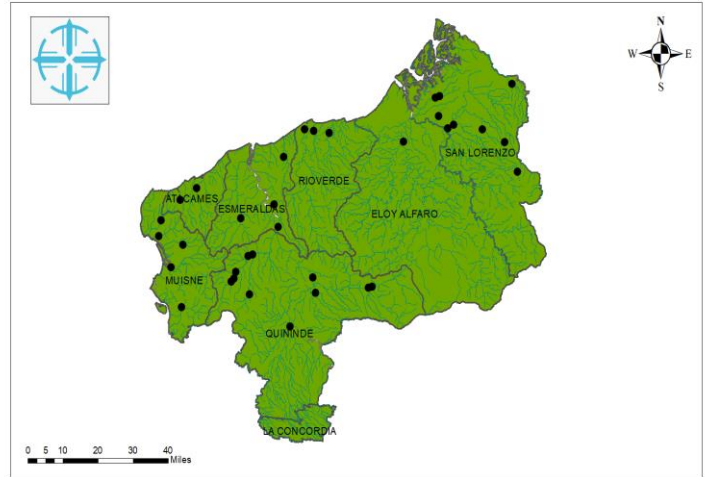 N
W E
S
SAN LORENZO
RIOVERDE
ATACAMES
ESMERALDAS
ELOY ALFARO
MUISNE
QUININDE
LA CONCORDIA
0 5 10 20 30 40
Miles